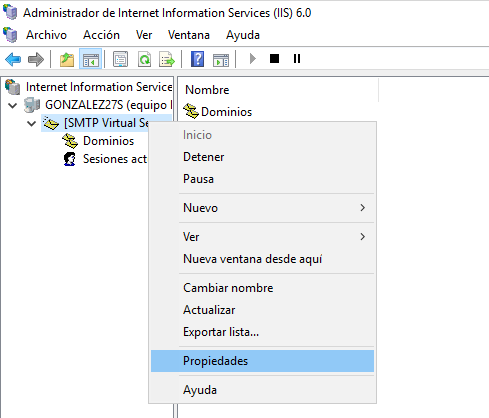 Administrador de Internet Information Services (IIS) 6.0
Archivo Acción Ver Ventana Ayuda
Internet Information Service
GONZALEZ27S (equipo l
[SMTP Virtual Se
Dominios
Sesiones act
Nombre
Dominios
Inicio
Detener
Pausa
Nuevo
Ver
Nueva ventana desde aquí
Cambiar nombre
Actualizar
Exportar lista...
Propiedades
Ayuda